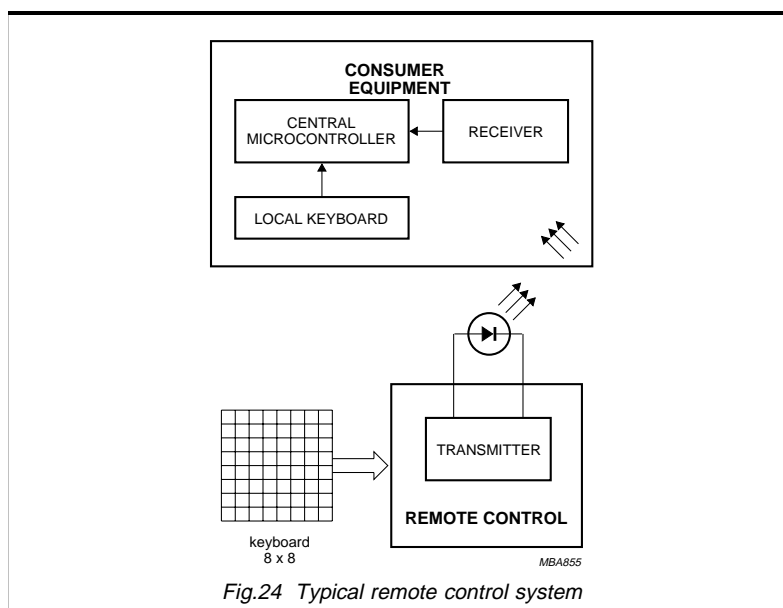 CONSUMER
EQUIPMENT
CENTRAL
MICROCONTROLLER
RECEIVER
LOCAL KEYBOARD
TRANSMITTER
REMOTE CONTROL
keyboard
8 x 8
MBA855
Fig.24 Typical remote control system